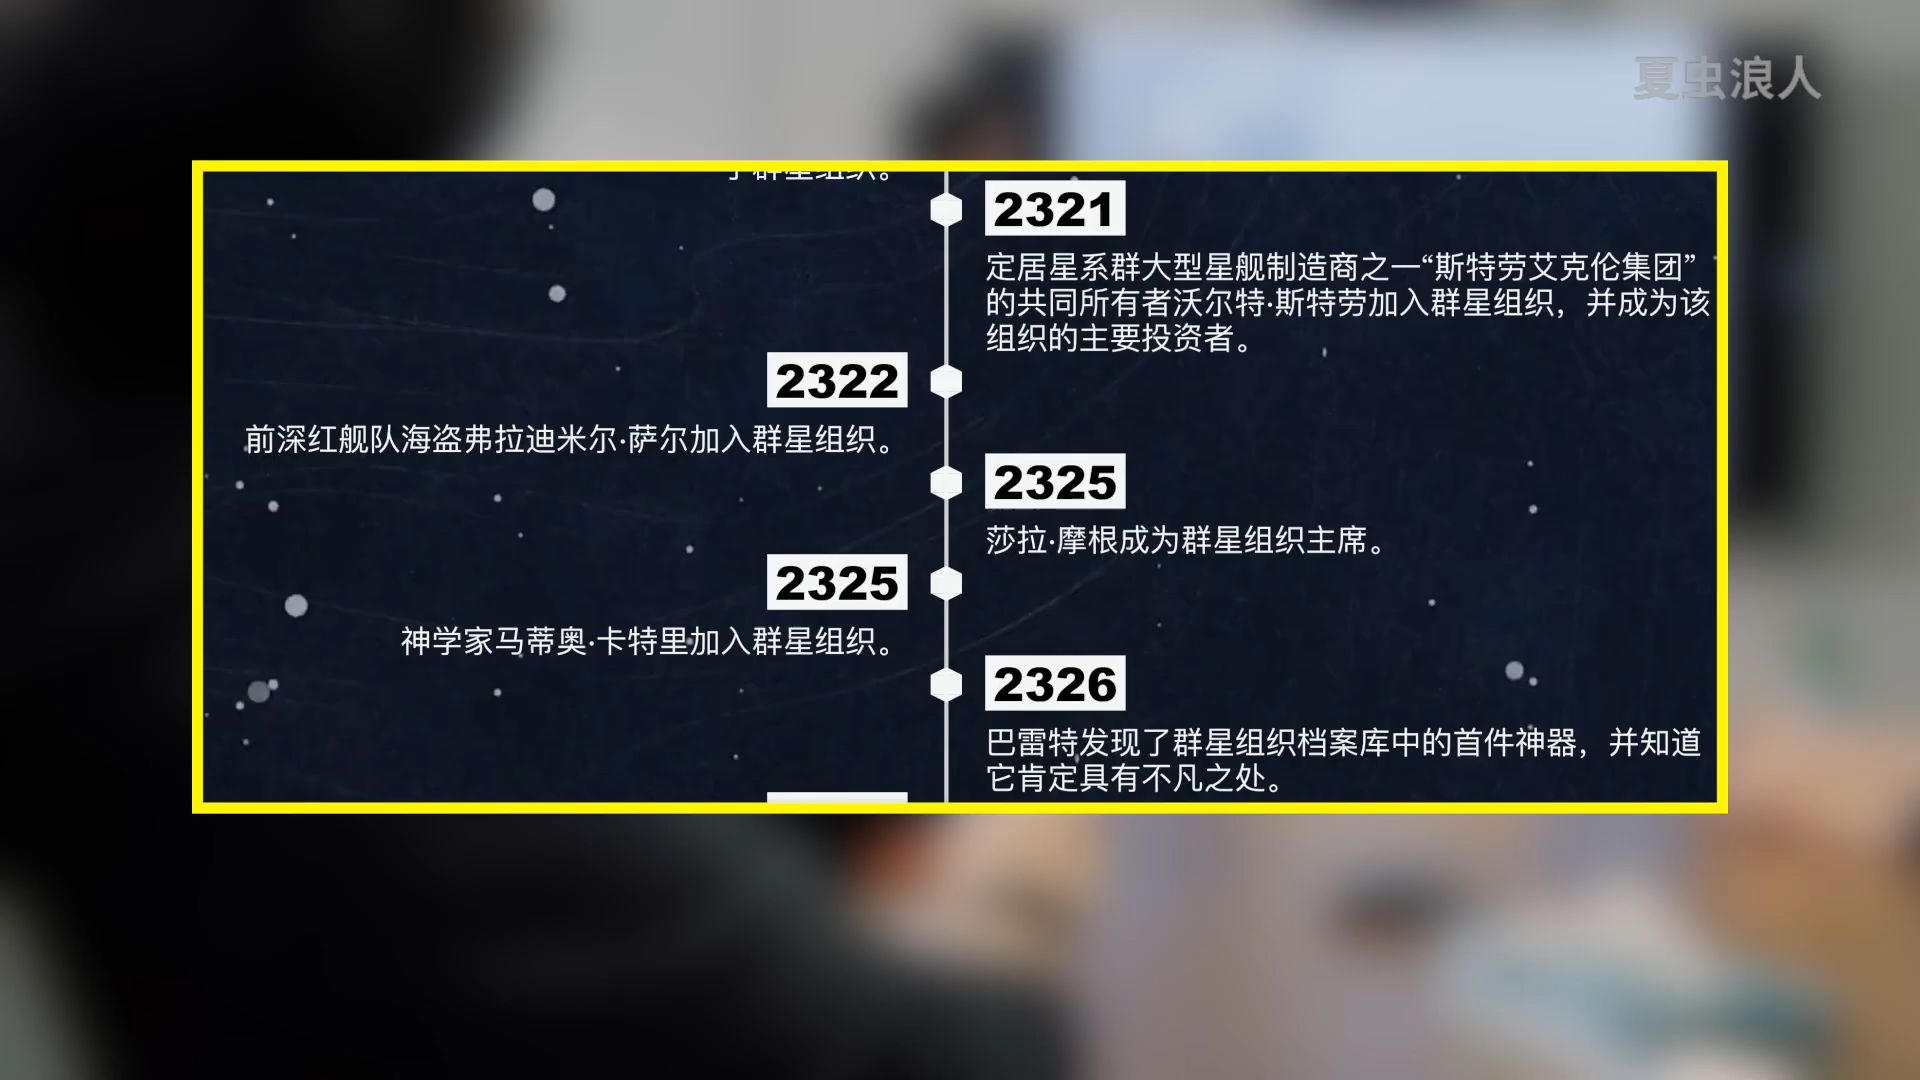 夏虫浪人
群星组织。
2321
定居星系群大型星舰制造商之一“斯特劳艾克伦集团”
的共同所有者沃尔特·斯特劳加入群星组织，并成为该
组织的主要投资者。
2322
前深红舰队海盗弗拉迪米尔·萨尔加入群星组织。
2325
莎拉·摩根成为群星组织主席。
2325
神学家马蒂奥·卡特里加入群星组织。
2326
巴雷特发现了群星组织档案库中的首件神器，并知道
它肯定具有不凡之处。